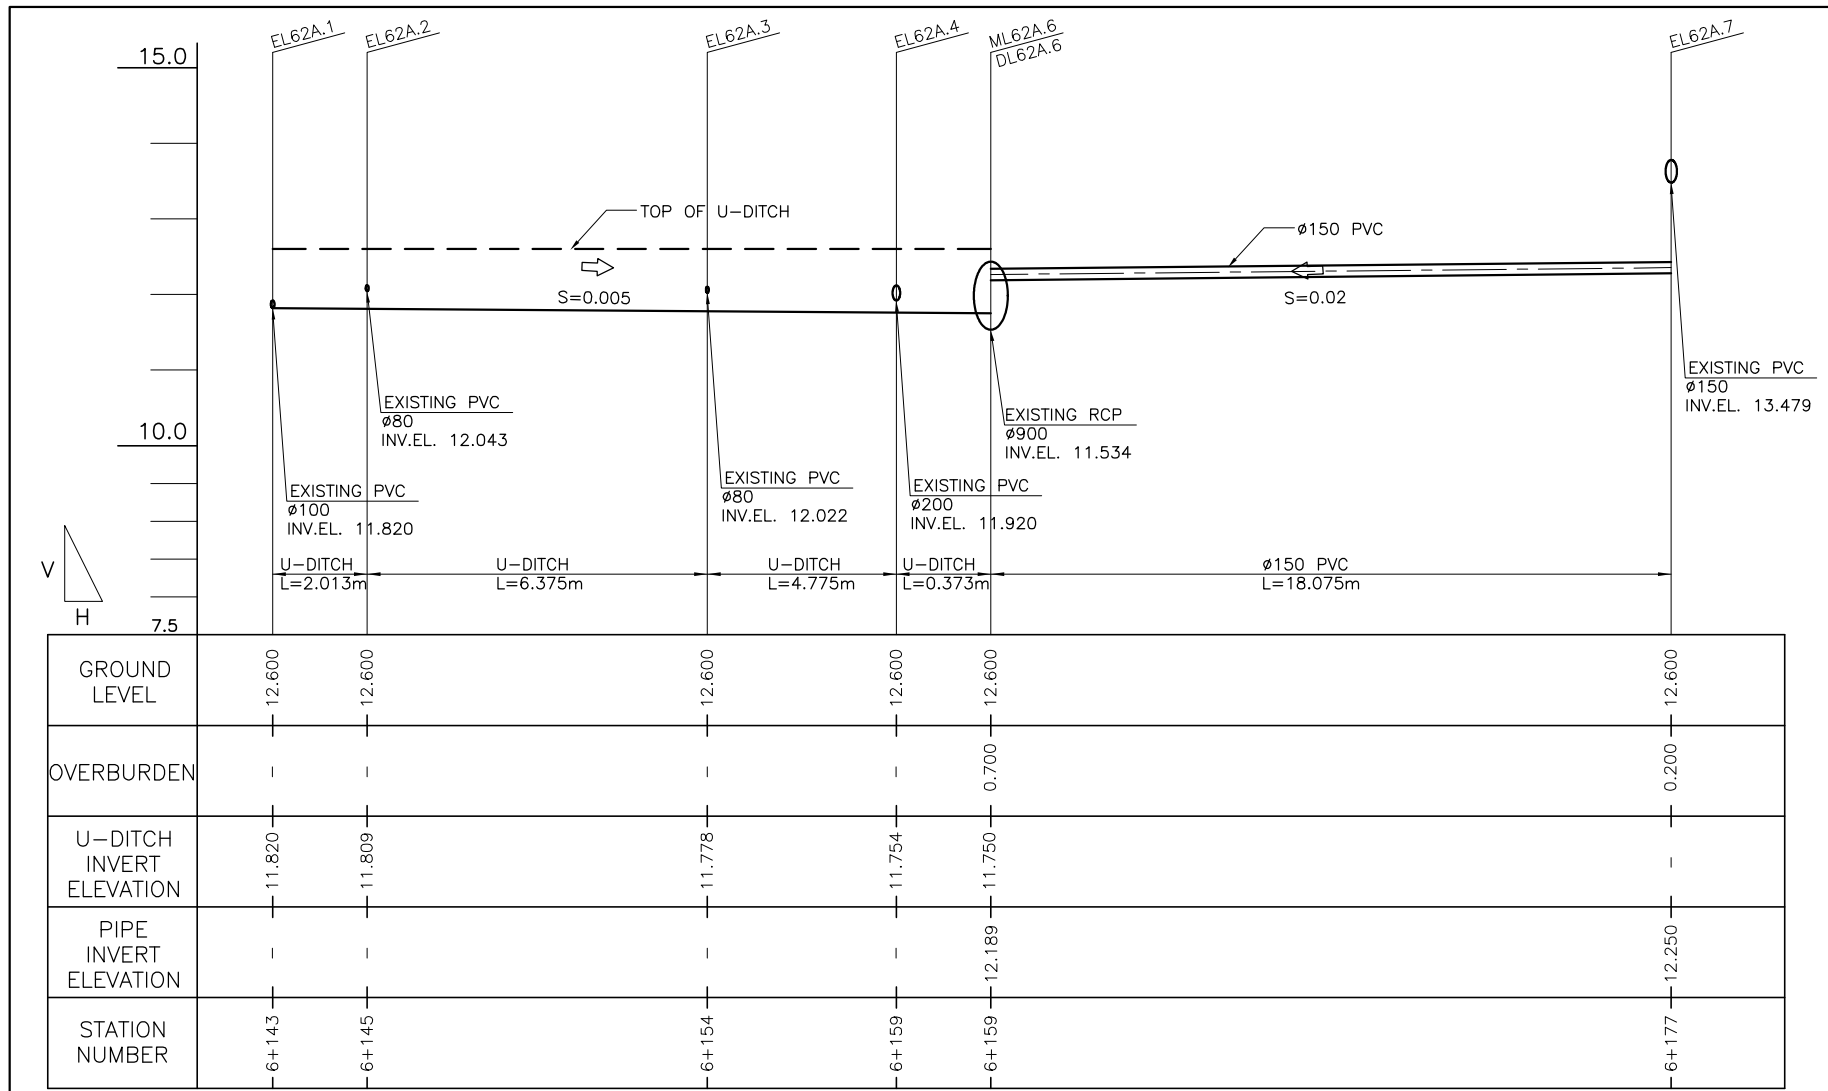 EL62A.1
EL62A.2
EL62A.3
EL62A.4
ML62A.6
DL62A.6
EL62A.7
15.0
TOP OF U-DITCH
ø150 PVC
S=0.005
S=0.02
EXISTING PVC
ø150
INV.EL. 13.479
EXISTING PVC
ø80
INV.EL. 12.043
EXISTING RCP
ø900
INV.EL. 11.534
10.0
EXISTING PVC
ø100
INV.EL. 11.820
EXISTING PVC
ø80
INV.EL. 12.022
EXISTING PVC
ø200
INV.EL. 11.920
V
H
7.5
U-DITCH
L=2.013m
U-DITCH
L=6.375m
U-DITCH
L=4.775m
U-DITCH
L=0.373m
ø150 PVC
L=18.075m
GROUND
LEVEL
12.600
12.600
12.600
12.600
12.600
12.600
OVERBURDEN
-
-
-
-
0.700
0.200
U-DITCH
INVERT
ELEVATION
11.820
11.809
11.778
11.754
11.750
-
PIPE
INVERT
ELEVATION
-
-
-
-
12.189
12.250
STATION
NUMBER
6+143
6+145
6+154
6+159
6+159
6+177